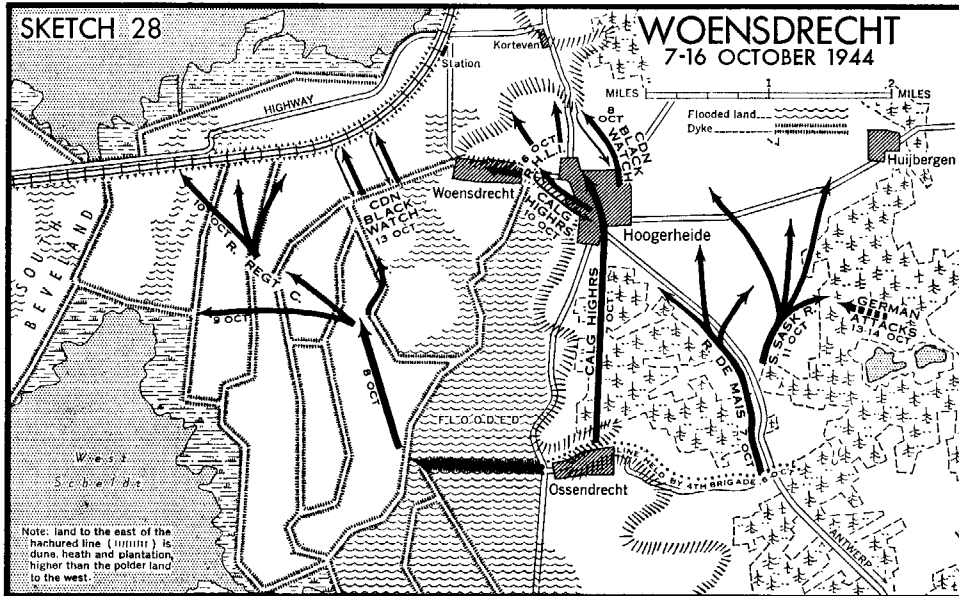 SKETCH 28
WOENSDRECHT
7-16 OCTOBER 1944
MILES
1
2
MILES
Flooded land
Dyke
Korteven
Station
HIGHWAY
8 OCT
CDN
BLACK
WATCH
Huijbergen
Woensdrecht
16 OCT
R.H.L.I.
CALG
HIGHRS
10 OCT
CDN
BLACK
WATCH
13 OCT
Hoogerheide
SOUTH
BEVELAND
10 OCT
R. REGT C.
9 OCT
8 OCT
CALG HIGHRS
7 OCT
R. DE MAIS
7 OCT
S. SASK. R.
11 OCT
GERMAN
ATTACKS
13-14 OCT
FLOODED
Ossendrecht
LINE HELD BY 4TH BRIGADE 6
ANTWERP
West
Scheldt
Note: land to the east of the
hachured line ( ) is
dune, heath and plantation,
higher than the polder land
to the west.